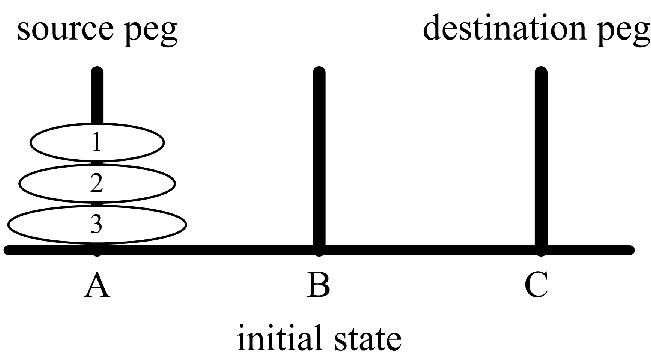 source peg destination peg
1
2
3
A B C
initial state